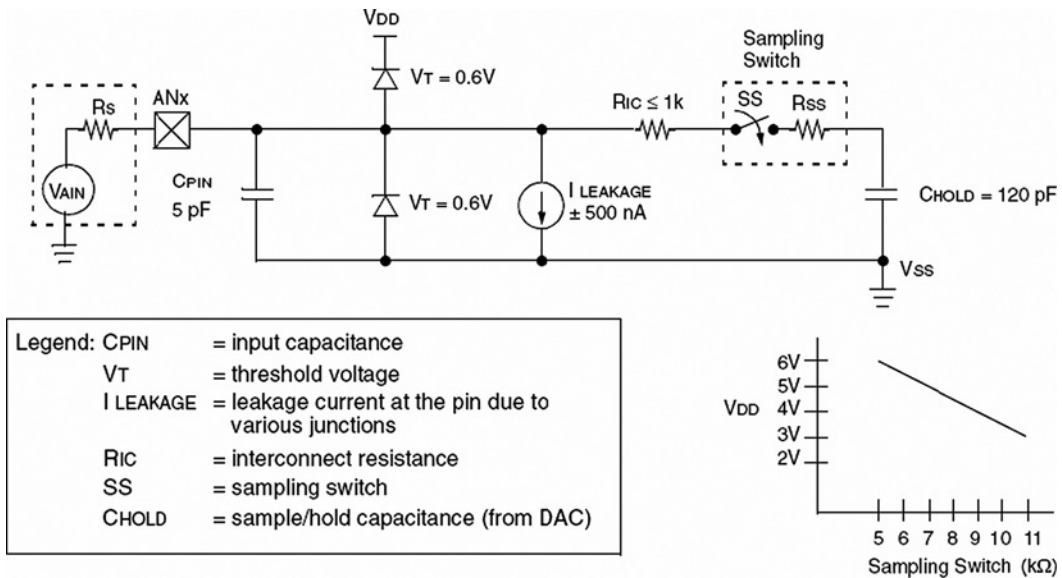 VDD
Sampling
Switch
VT = 0.6V
RS
ANx
RIC ≤ 1k
SS
RSS
VAIN
CPIN
5 pF
VT = 0.6V
I LEAKAGE
± 500 nA
CHOLD = 120 pF
VSS
Legend: CPIN = input capacitance
VT = threshold voltage
I LEAKAGE = leakage current at the pin due to
various junctions
RIC = interconnect resistance
SS = sampling switch
CHOLD = sample/hold capacitance (from DAC)
6V
5V
VDD 4V
3V
2V
5 6 7 8 9 10 11
Sampling Switch (kΩ)